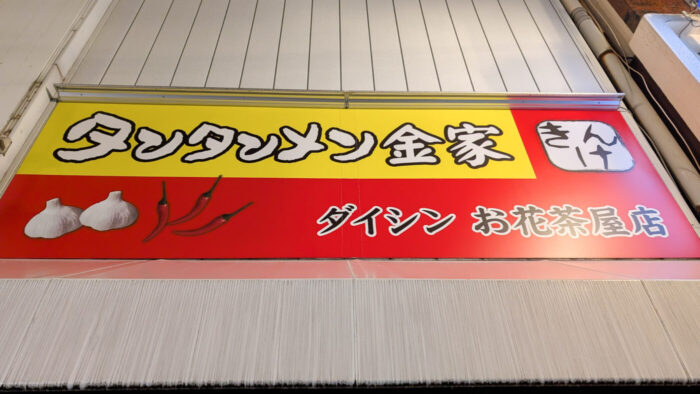 タンタンメン金家
きんけ
ダイシン お花茶屋店